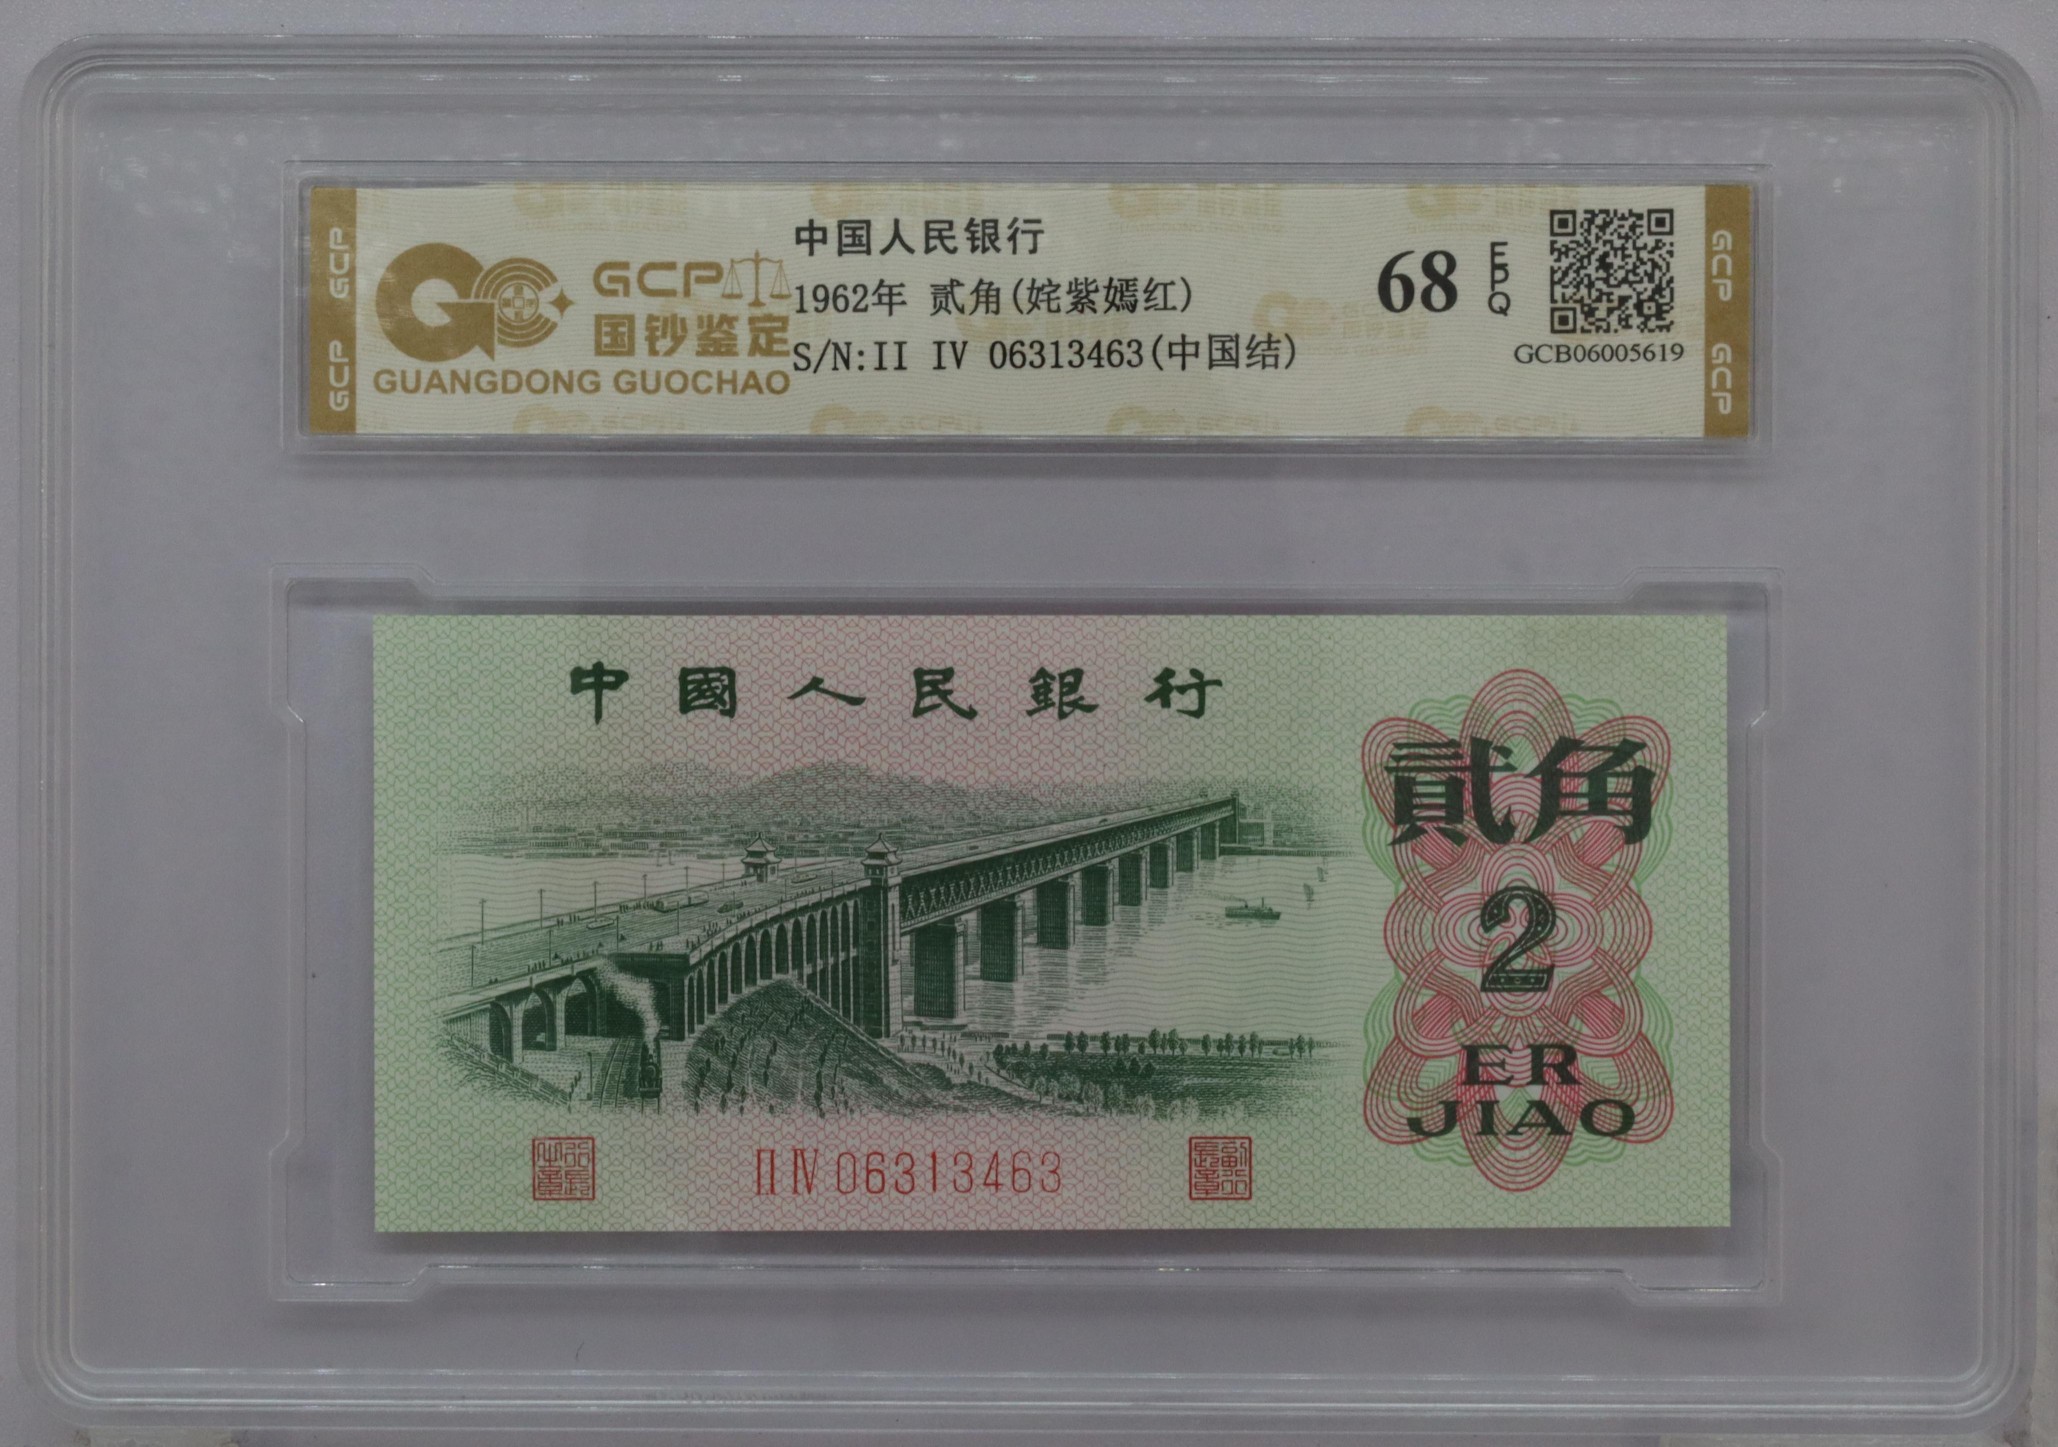 GCP
GCP
GCP
国钞鉴定
GUANGDONG GUOCHAO
中国人民银行
1962年 贰角(姹紫嫣红)
S/N:II IV 06313463(中国结)
68
EPQ
GCB06005619
GCP
GCP
中國人民銀行
貳角
2
ER
JIAO
II IV 06313463